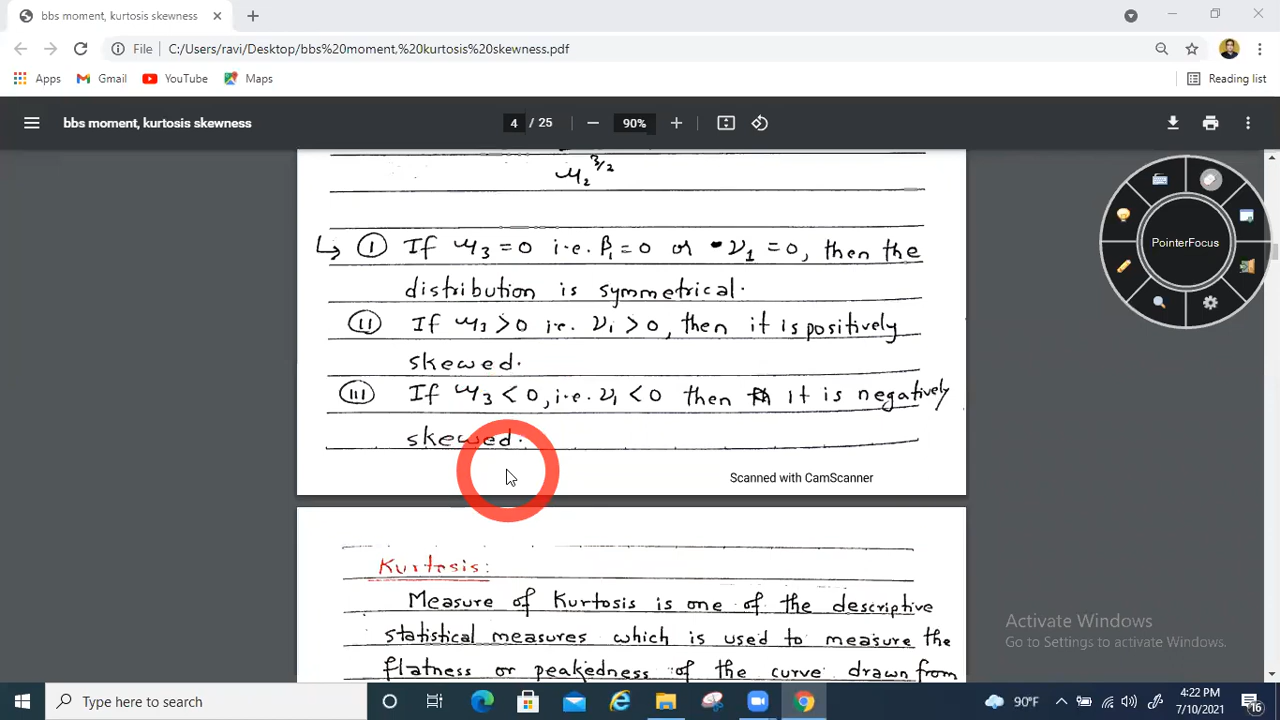 bbs moment, kurtosis skewness
File C:/Users/ravi/Desktop/bbs%20moment,%20kurtosis%20skewness.pdf
Apps Gmail YouTube Maps Reading list
bbs moment, kurtosis skewness 4 / 25 90%
μ₂^3/2
↳ (I) If μ₃ = 0 i.e. β₁ = 0 or ν₁ = 0, then the
distribution is symmetrical.
(II) If μ₃ > 0 i.e. ν₁ > 0, then it is positively
skewed.
(III) If μ₃ < 0, i.e. ν₁ < 0 then it is negatively
skewed.
Scanned with CamScanner
PointerFocus
Kurtosis:
Measure of Kurtosis is one of the descriptive
statistical measures which is used to measure the
flatness or peakedness of the curve drawn from
Activate Windows
Go to Settings to activate Windows.
Type here to search
90°F
4:22 PM
7/10/2021
16